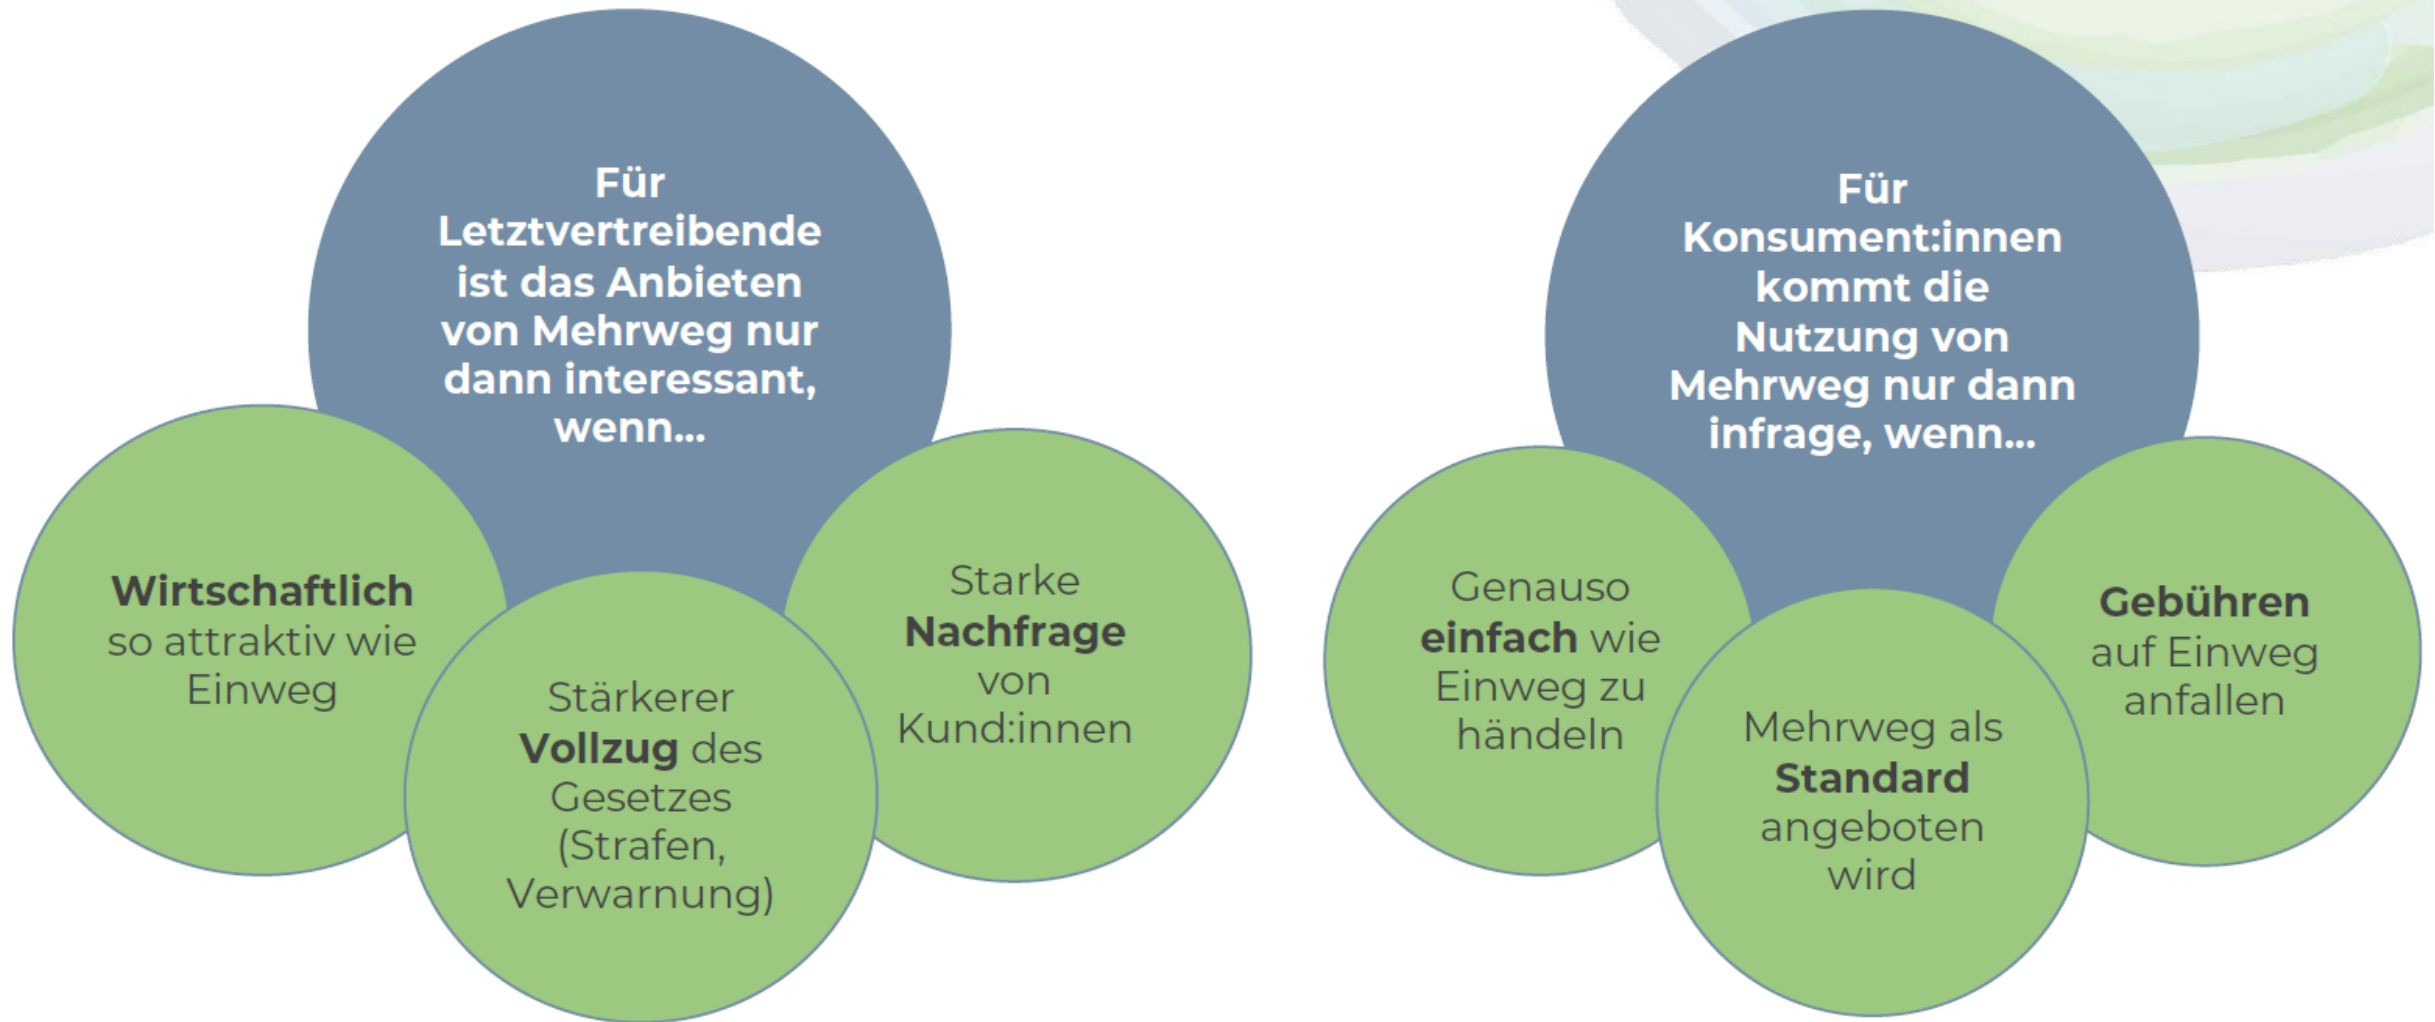 Für
Letztvertreibende
ist das Anbieten
von Mehrweg nur
dann interessant,
wenn...
Wirtschaftlich
so attraktiv wie
Einweg
Stärkerer
Vollzug des
Gesetzes
(Strafen,
Verwarnung)
Starke
Nachfrage
von
Kund:innen
Für
Konsument:innen
kommt die
Nutzung von
Mehrweg nur dann
infrage, wenn...
Genauso
einfach wie
Einweg zu
händeln
Mehrweg als
Standard
angeboten
wird
Gebühren
auf Einweg
anfallen